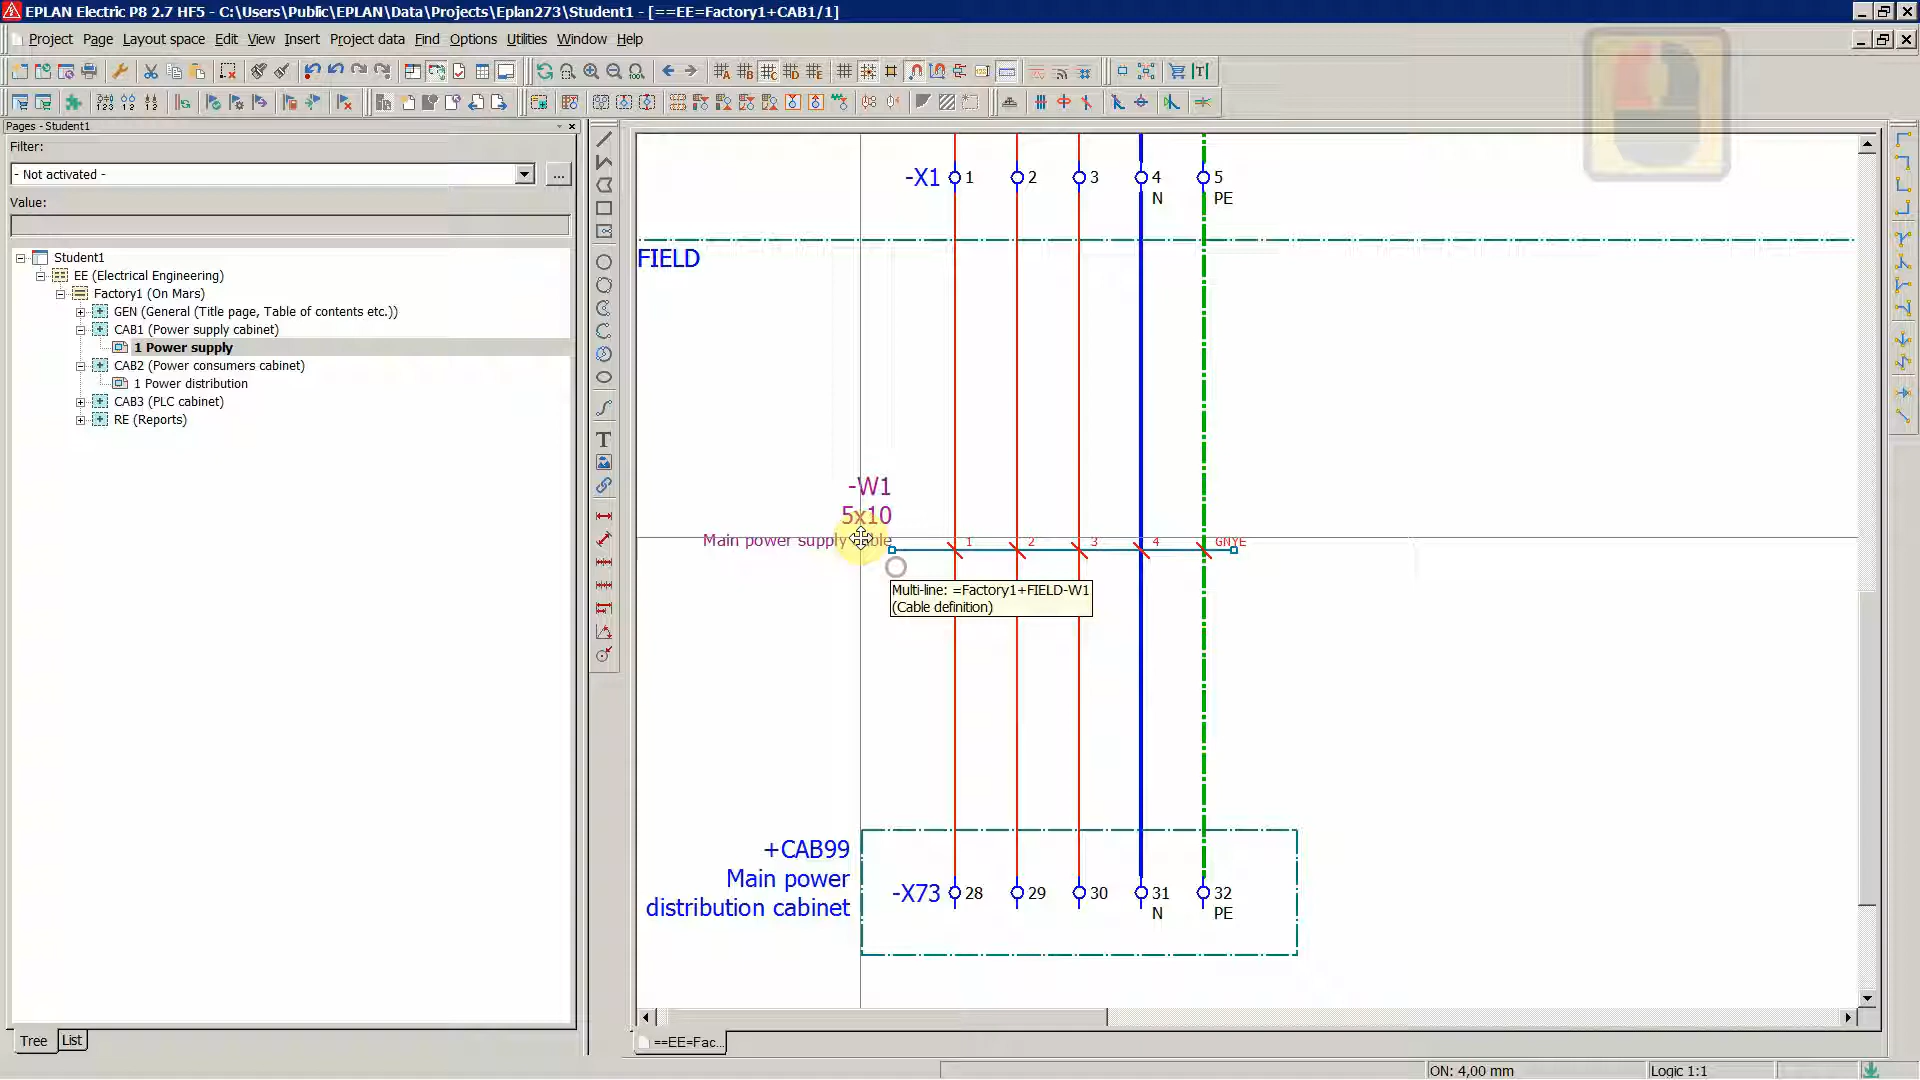 EPLAN Electric P8 2.7 HF5 - C:\Users\Public\EPLAN\Data\Projects\Eplan273\Student1 - [==EE=Factory1+CAB1/1]
Project Page Layout space Edit View Insert Project data Find Options Utilities Window Help
Pages - Student1
Filter:
- Not activated -
...
Value:
Student1
EE (Electrical Engineering)
Factory1 (On Mars)
GEN (General (Title page, Table of contents etc.))
CAB1 (Power supply cabinet)
1 Power supply
CAB2 (Power consumers cabinet)
1 Power distribution
CAB3 (PLC cabinet)
RE (Reports)
Tree List
-X1 1 2 3 4 5
N PE
FIELD
-W1
5x10
Main power supply cable
1 2 3 4 GNYE
Multi-line: =Factory1+FIELD-W1
(Cable definition)
+CAB99
Main power
distribution cabinet
-X73 28 29 30 31 32
N PE
==EE=Fac...
ON: 4,00 mm
Logic 1:1